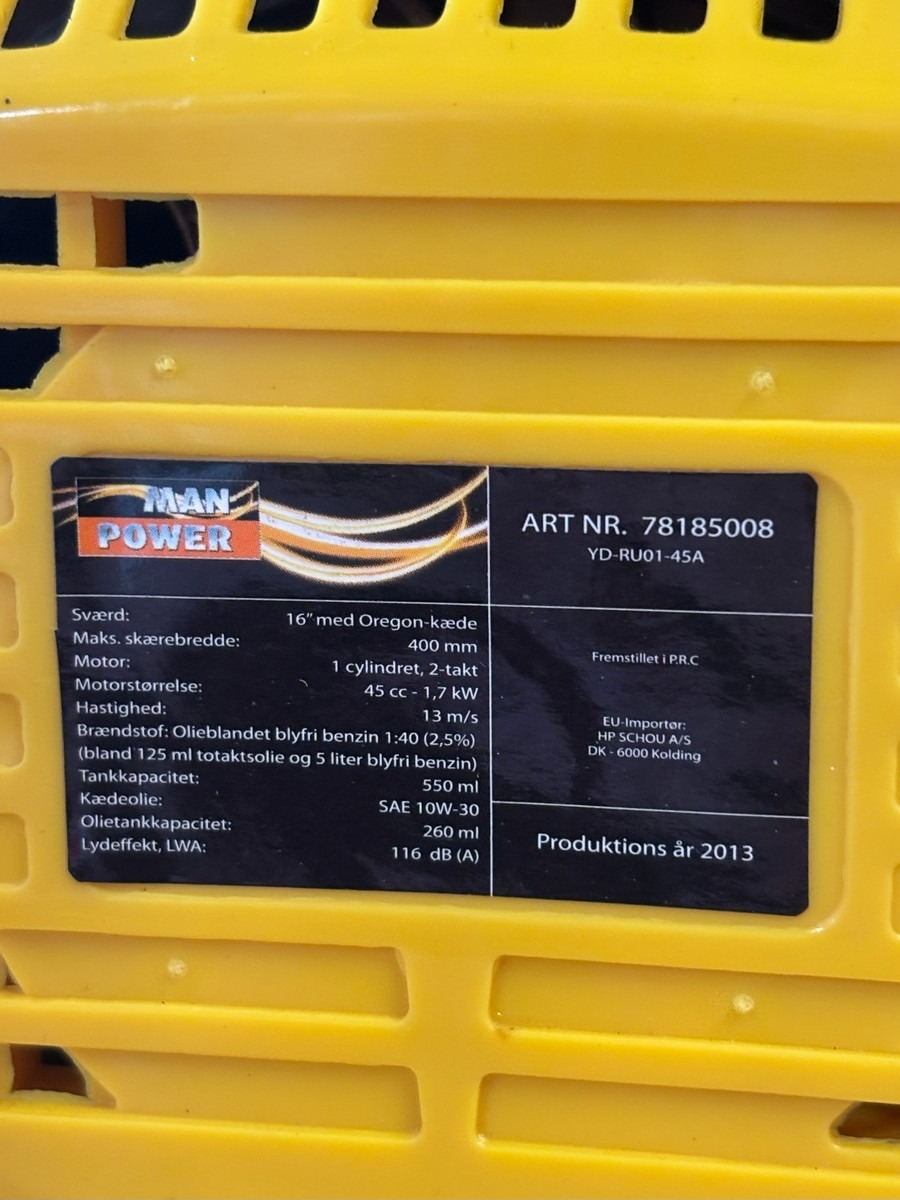 MAN
POWER
ART NR. 78185008
YD-RU01-45A
Sværd: 16" med Oregon-kæde
Maks. skærebredde: 400 mm
Motor: 1 cylindret, 2-takt
Motorstørrelse: 45 cc - 1,7 kW
Hastighed: 13 m/s
Brændstof: Olieblandet blyfri benzin 1:40 (2,5%)
(bland 125 ml totaktsolie og 5 liter blyfri benzin)
Tankkapacitet: 550 ml
Kædeolie: SAE 10W-30
Olietankkapacitet: 260 ml
Lydeffekt, LWA: 116 dB (A)
Fremstillet i P.R.C
EU-Importør:
HP SCHOU A/S
DK - 6000 Kolding
Produktions år 2013